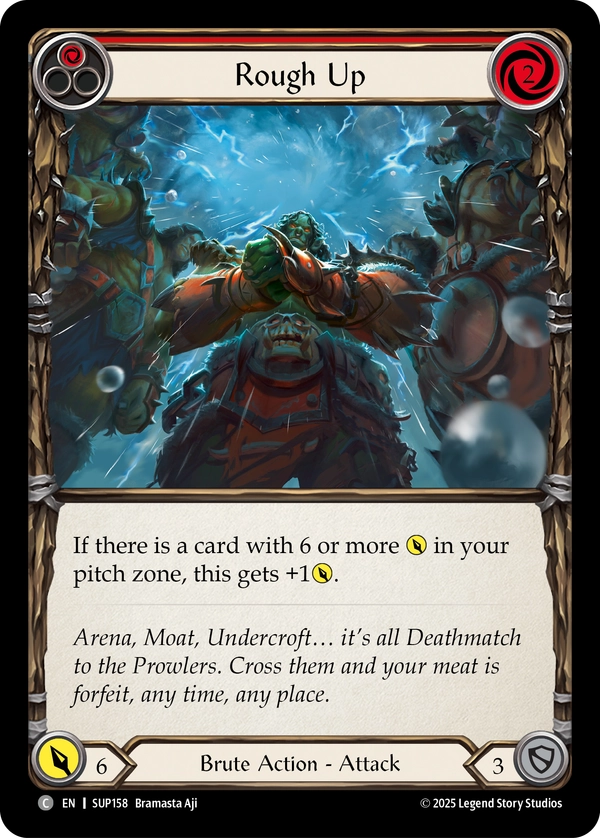 Rough Up
2
If there is a card with 6 or more in your
pitch zone, this gets +1.
Arena, Moat, Undercroft… it's all Deathmatch
to the Prowlers. Cross them and your meat is
forfeit, any time, any place.
6
Brute Action - Attack
3
C EN | SUP158 Bramasta Aji
© 2025 Legend Story Studios